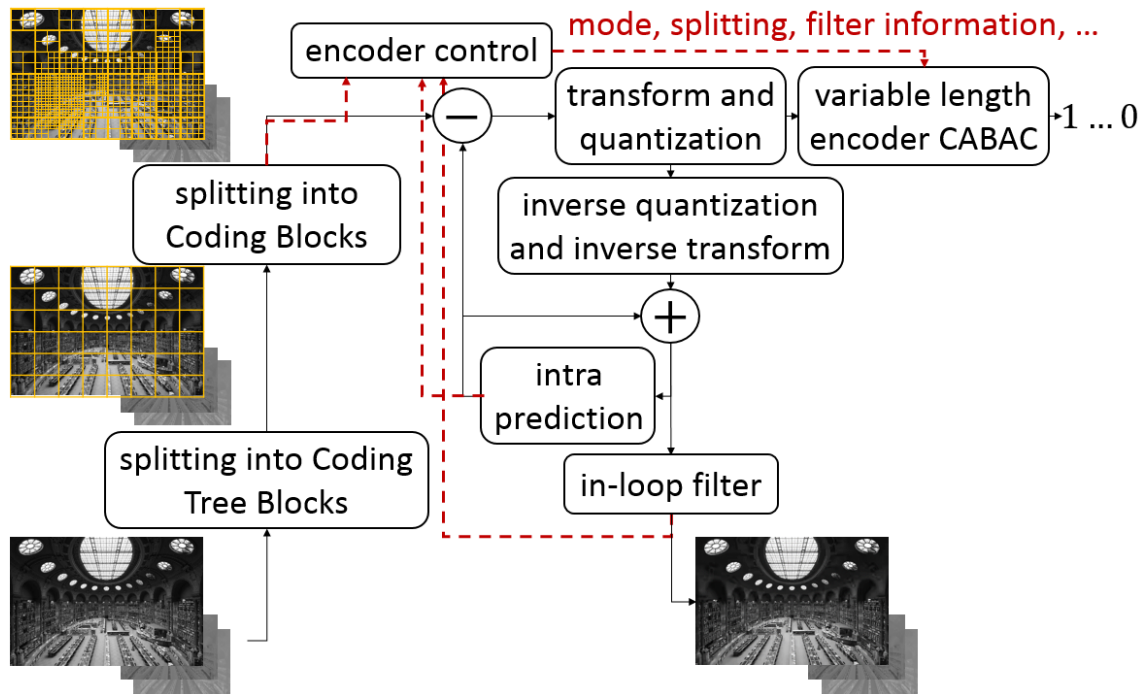 mode, splitting, filter information, ...
encoder control
−
transform and
quantization
variable length
encoder CABAC
1 ... 0
splitting into
Coding Blocks
inverse quantization
and inverse transform
+
intra
prediction
splitting into Coding
Tree Blocks
in-loop filter